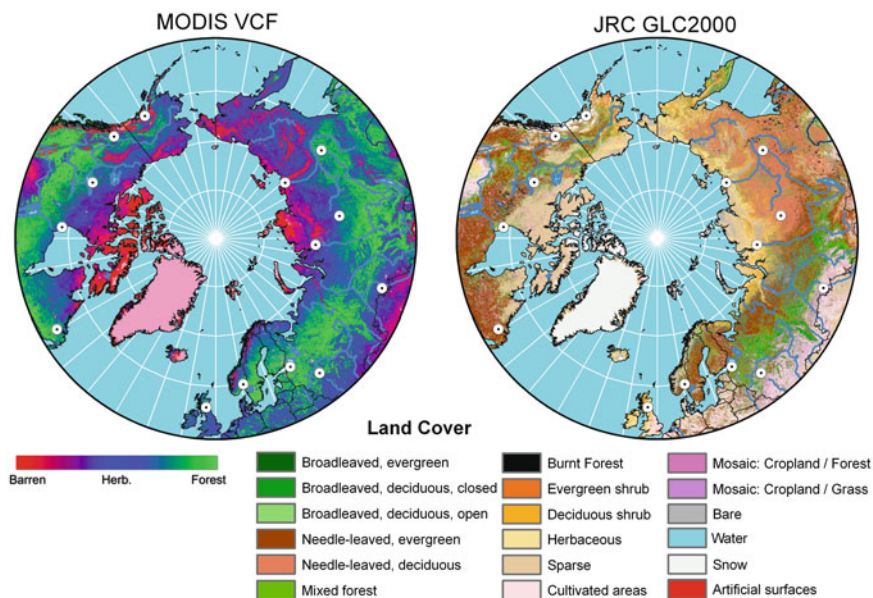 MODIS VCF
JRC GLC2000
Land Cover
Barren Herb. Forest
Broadleaved, evergreen
Broadleaved, deciduous, closed
Broadleaved, deciduous, open
Needle-leaved, evergreen
Needle-leaved, deciduous
Mixed forest
Burnt Forest
Evergreen shrub
Deciduous shrub
Herbaceous
Sparse
Cultivated areas
Mosaic: Cropland / Forest
Mosaic: Cropland / Grass
Bare
Water
Snow
Artificial surfaces